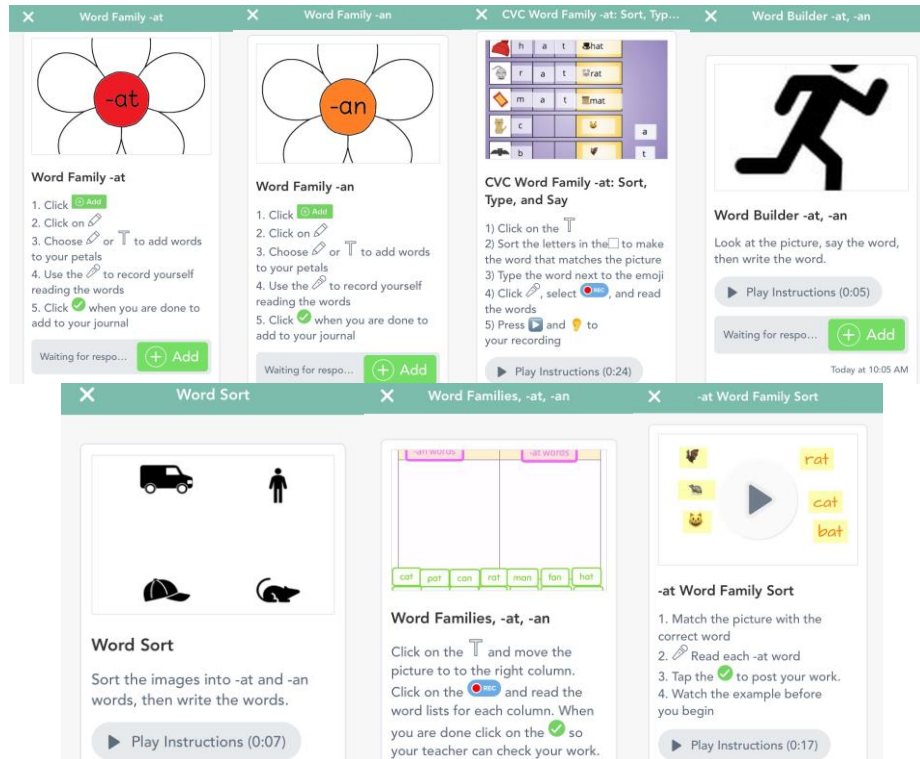 Word Family -at
-at
Word Family -at
1. Click + Add
2. Click on
3. Choose or T to add words
to your petals
4. Use the to record yourself
reading the words
5. Click when you are done to
add to your journal
Waiting for respo...
+ Add
Word Family -an
-an
Word Family -an
1. Click + Add
2. Click on
3. Choose or T to add words
to your petals
4. Use the to record yourself
reading the words
5. Click when you are done to
add to your journal
Waiting for respo...
+ Add
CVC Word Family -at: Sort, Typ...
h a t hat
r a t rat
m a t mat
c a
b t
CVC Word Family -at: Sort,
Type, and Say
1) Click on the T
2) Sort the letters in the to make
the word that matches the picture
3) Type the word next to the emoji
4) Click , select REC , and read
the words
5) Press and to
your recording
Play Instructions (0:24)
Word Builder -at, -an
Word Builder -at, -an
Look at the picture, say the word,
then write the word.
Play Instructions (0:05)
Waiting for respo...
+ Add
Today at 10:05 AM
Word Sort
Word Sort
Sort the images into -at and -an
words, then write the words.
Play Instructions (0:07)
Word Families, -at, -an
-an words -at words
cat pat can rat man fan hat
Word Families, -at, -an
Click on the T and move the
picture to to the right column.
Click on the REC and read the
word lists for each column. When
you are done click on the so
your teacher can check your work.
-at Word Family Sort
rat
cat
bat
-at Word Family Sort
1. Match the picture with the
correct word
2. Read each -at word
3. Tap the to post your work.
4. Watch the example before
you begin
Play Instructions (0:17)